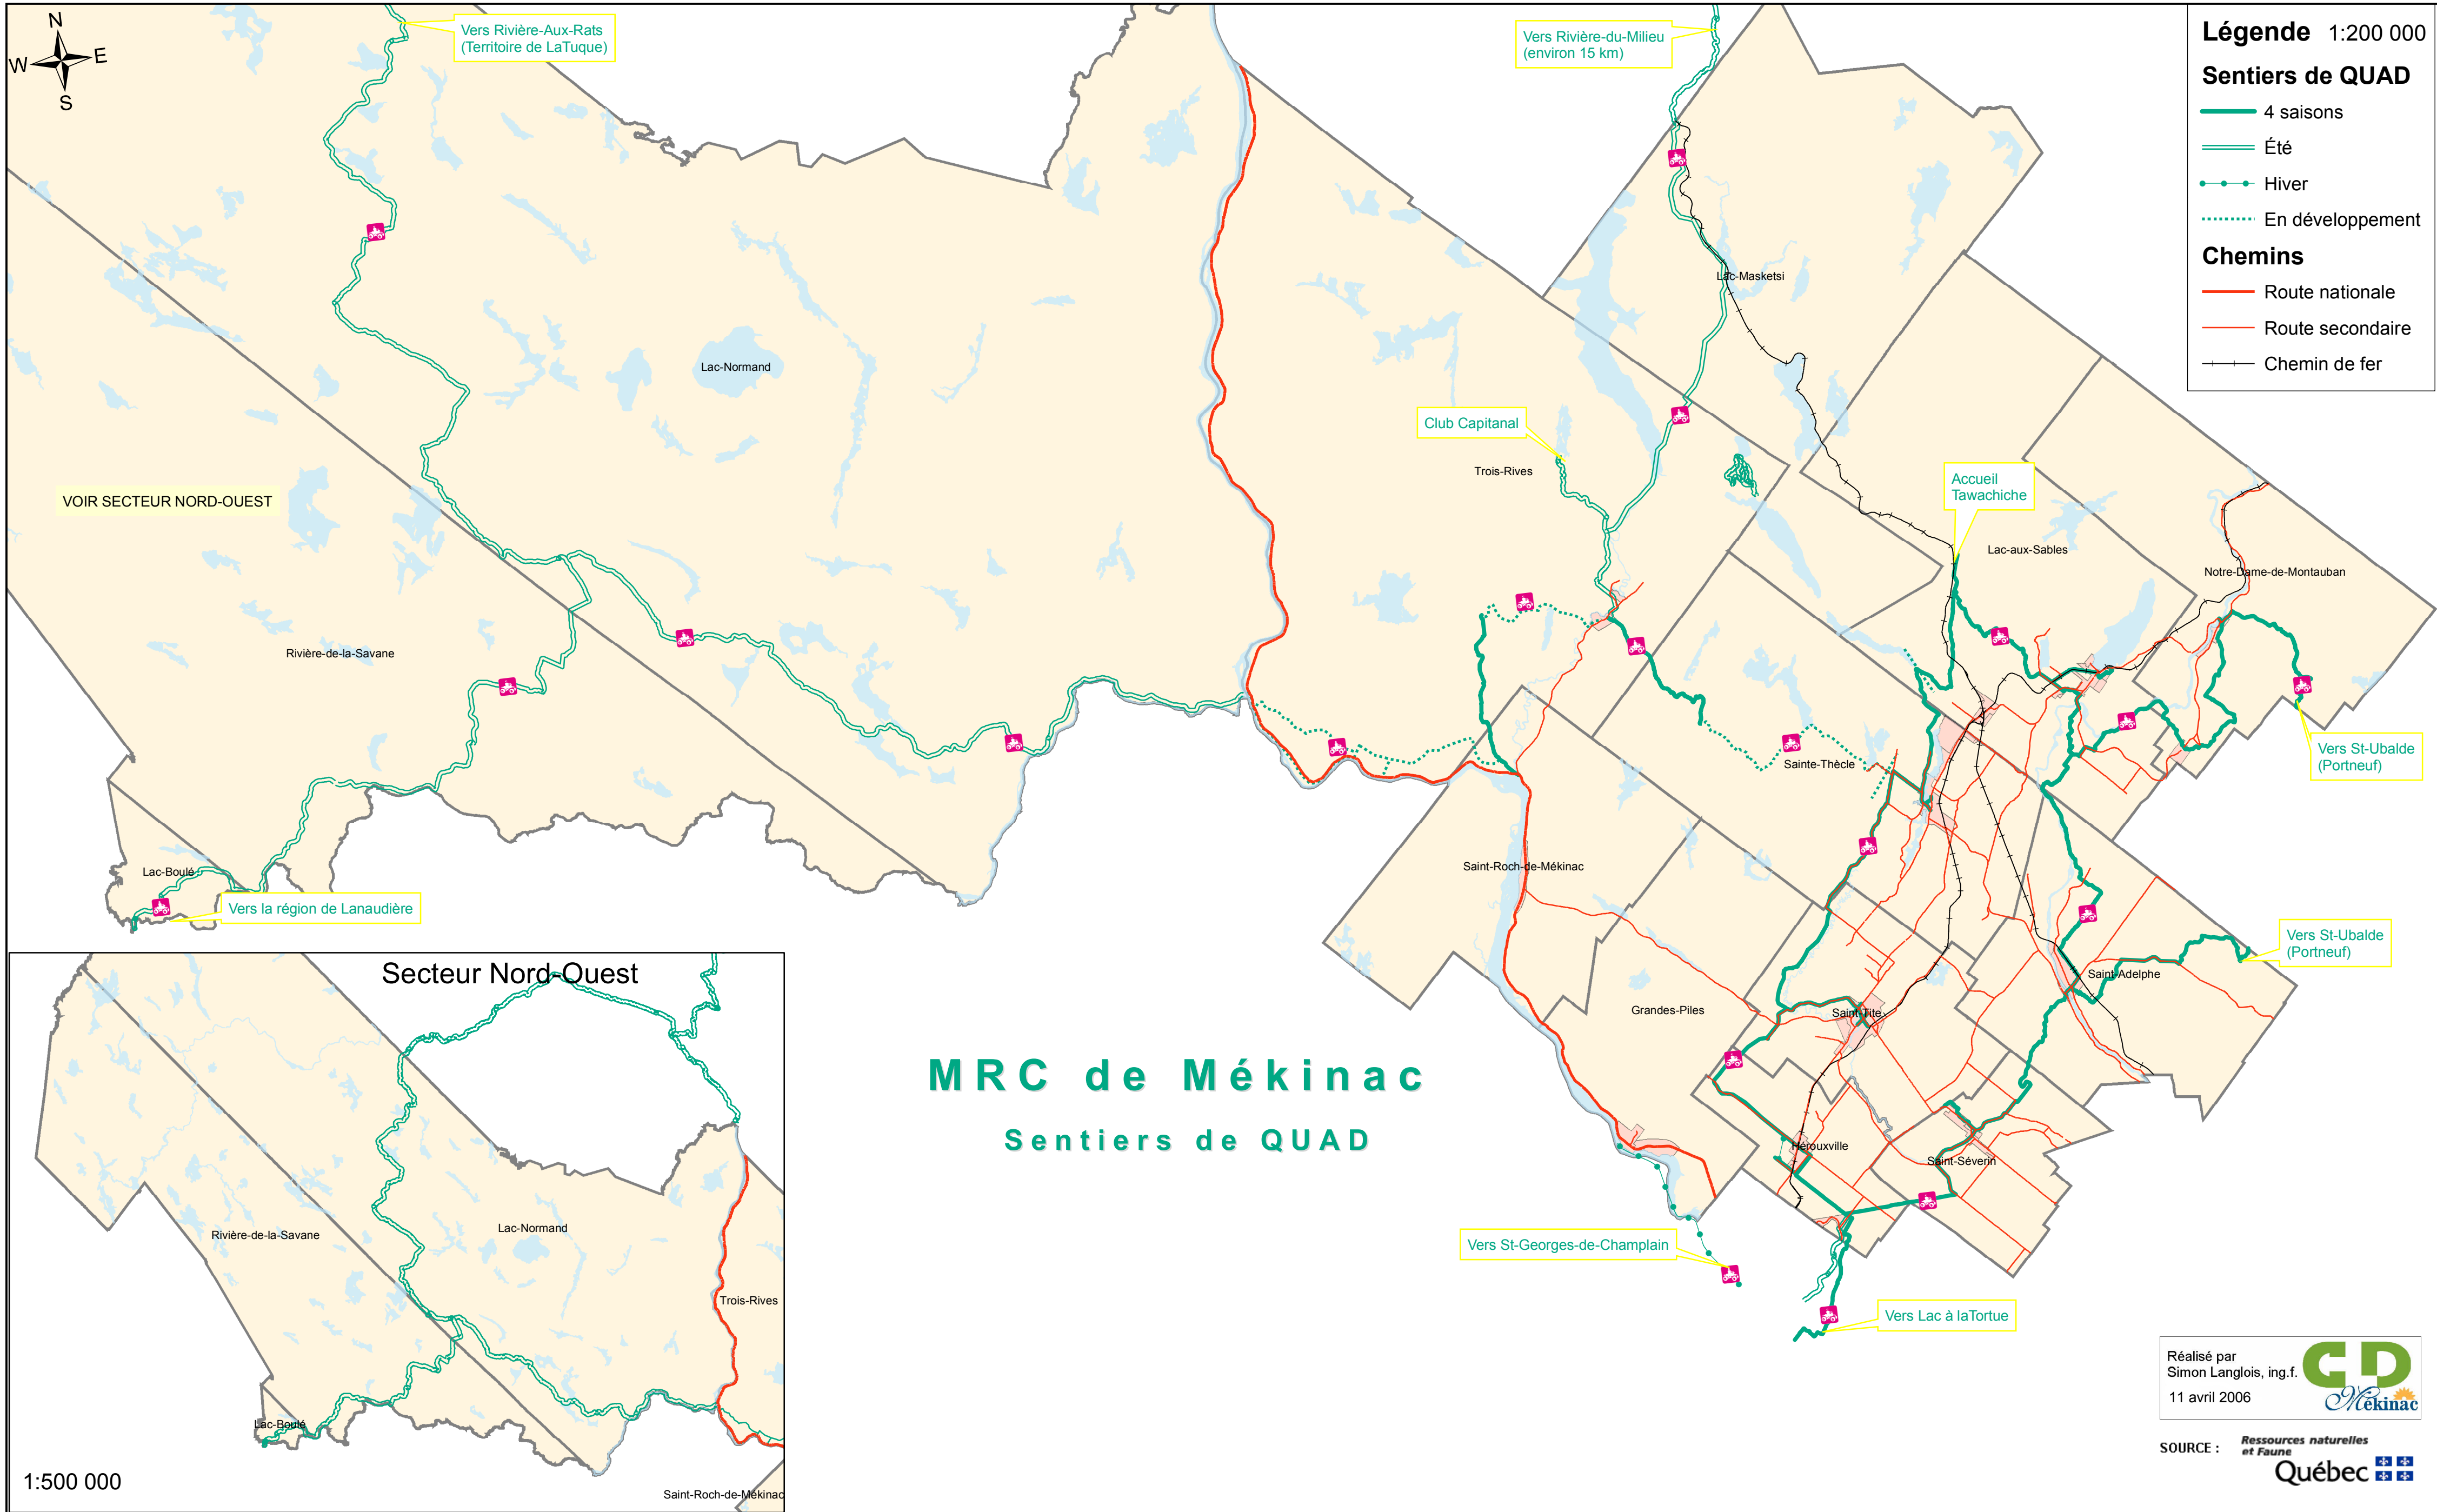 N
W
E
S
Vers Rivière-Aux-Rats
(Territoire de LaTuque)
Vers Rivière-du-Milieu
(environ 15 km)
Légende 1:200 000
Sentiers de QUAD
4 saisons
Été
Hiver
En développement
Chemins
Route nationale
Route secondaire
Chemin de fer
Lac-Masketsi
Lac-Normand
Club Capitanal
Trois-Rives
VOIR SECTEUR NORD-OUEST
Accueil
Tawachiche
Lac-aux-Sables
Notre-Dame-de-Montauban
Rivière-de-la-Savane
Vers St-Ubalde
(Portneuf)
Sainte-Thècle
Saint-Roch-de-Mékinac
Lac-Boulé
Vers la région de Lanaudière
Vers St-Ubalde
(Portneuf)
Saint-Adelphe
Grandes-Piles
Saint-Tite
Hérouxville
Saint-Séverin
Vers St-Georges-de-Champlain
Vers Lac à laTortue
MRC de Mékinac
Sentiers de QUAD
Secteur Nord-Ouest
Rivière-de-la-Savane
Lac-Normand
Trois-Rives
Lac-Boulé
Saint-Roch-de-Mékinac
1:500 000
Réalisé par
Simon Langlois, ing.f.
11 avril 2006
CD
Mékinac
SOURCE :
Ressources naturelles
et Faune
Québec